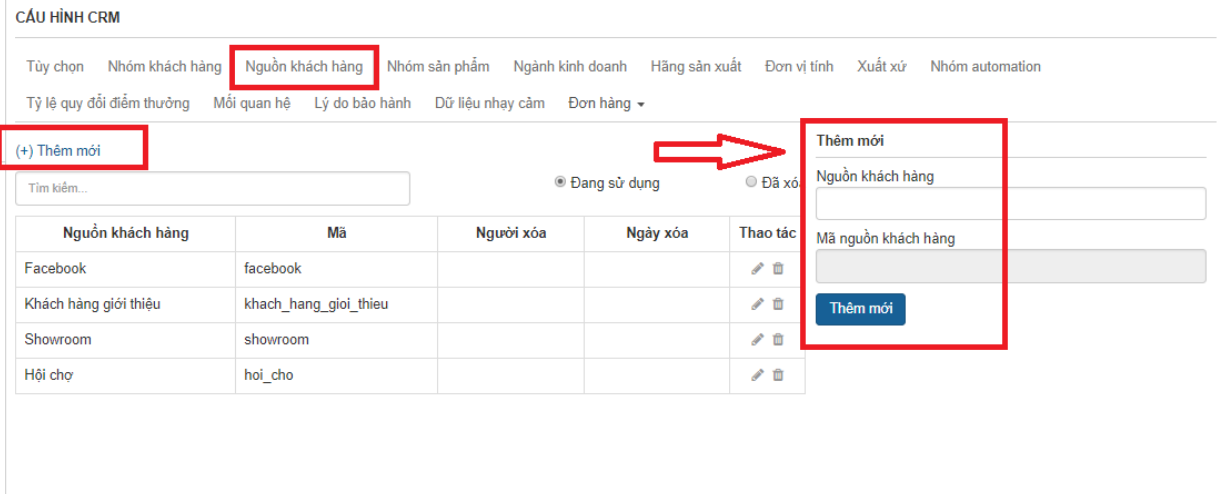 CẤU HÌNH CRM
Tùy chọn Nhóm khách hàng Nguồn khách hàng Nhóm sản phẩm Ngành kinh doanh Hãng sản xuất Đơn vị tính Xuất xứ Nhóm automation
Tỷ lệ quy đổi điểm thưởng Mối quan hệ Lý do bảo hành Dữ liệu nhạy cảm Đơn hàng
(+) Thêm mới
Tìm kiếm... Đang sử dụng Đã xóa
Nguồn khách hàng Mã Người xóa Ngày xóa Thao tác
Facebook facebook
Khách hàng giới thiệu khach_hang_gioi_thieu
Showroom showroom
Hội chợ hoi_cho
Thêm mới
Nguồn khách hàng
Mã nguồn khách hàng
Thêm mới